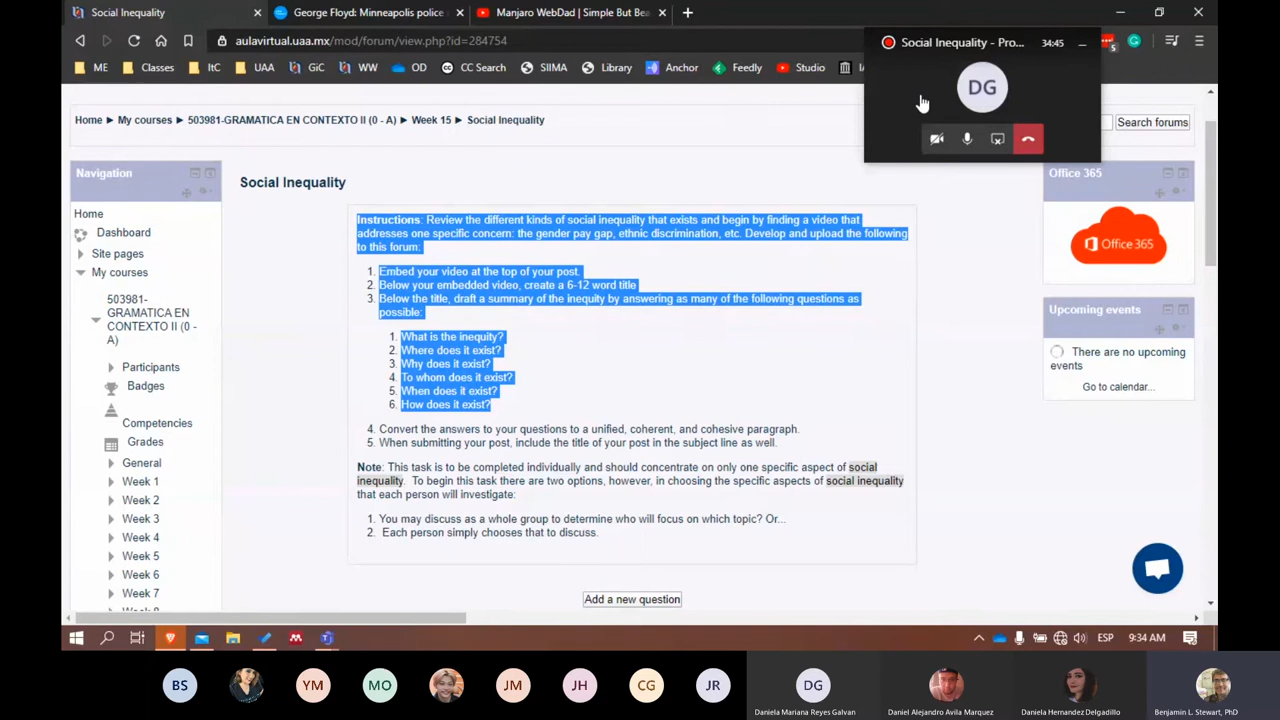 Social Inequality
George Floyd: Minneapolis police
Manjaro WebDad | Simple But Bea
aulavirtual.uaa.mx/mod/forum/view.php?id=284754
Social Inequality - Pro...
34:45
5
ME
Classes
ItC
UAA
GiC
WW
OD
CC Search
SIIMA
Library
Anchor
Feedly
Studio
DG
Home ► My courses ► 503981-GRAMATICA EN CONTEXTO II (0 - A) ► Week 15 ► Social Inequality
Search forums
Navigation
Home
Dashboard
Site pages
My courses
503981-
GRAMATICA
EN
CONTEXTO
II (0 -
A)
Participants
Badges
Competencies
Grades
General
Week 1
Week 2
Week 3
Week 4
Week 5
Week 6
Week 7
Social Inequality
Instructions: Review the different kinds of social inequality that exists and begin by finding a video that
addresses one specific concern: the gender pay gap, ethnic discrimination, etc. Develop and upload the following
to this forum:
1. Embed your video at the top of your post.
2. Below your embedded video, create a 6-12 word title
3. Below the title, draft a summary of the inequity by answering as many of the following questions as
possible:
1. What is the inequity?
2. Where does it exist?
3. Why does it exist?
4. To whom does it exist?
5. When does it exist?
6. How does it exist?
4. Convert the answers to your questions to a unified, coherent, and cohesive paragraph.
5. When submitting your post, include the title of your post in the subject line as well.
Note: This task is to be completed individually and should concentrate on only one specific aspect of social
inequality. To begin this task there are two options, however, in choosing the specific aspects of social inequality
that each person will investigate:
1. You may discuss as a whole group to determine who will focus on which topic? Or...
2. Each person simply chooses that to discuss.
Add a new question
Office 365
Office 365
Upcoming events
There are no upcoming
events
Go to calendar...
ESP
9:34 AM
BS
YM
MO
JM
JH
CG
JR
DG
Daniela Mariana Reyes Galvan
Daniel Alejandro Avila Marquez
Daniela Hernandez Delgadillo
Benjamin L. Stewart, PhD